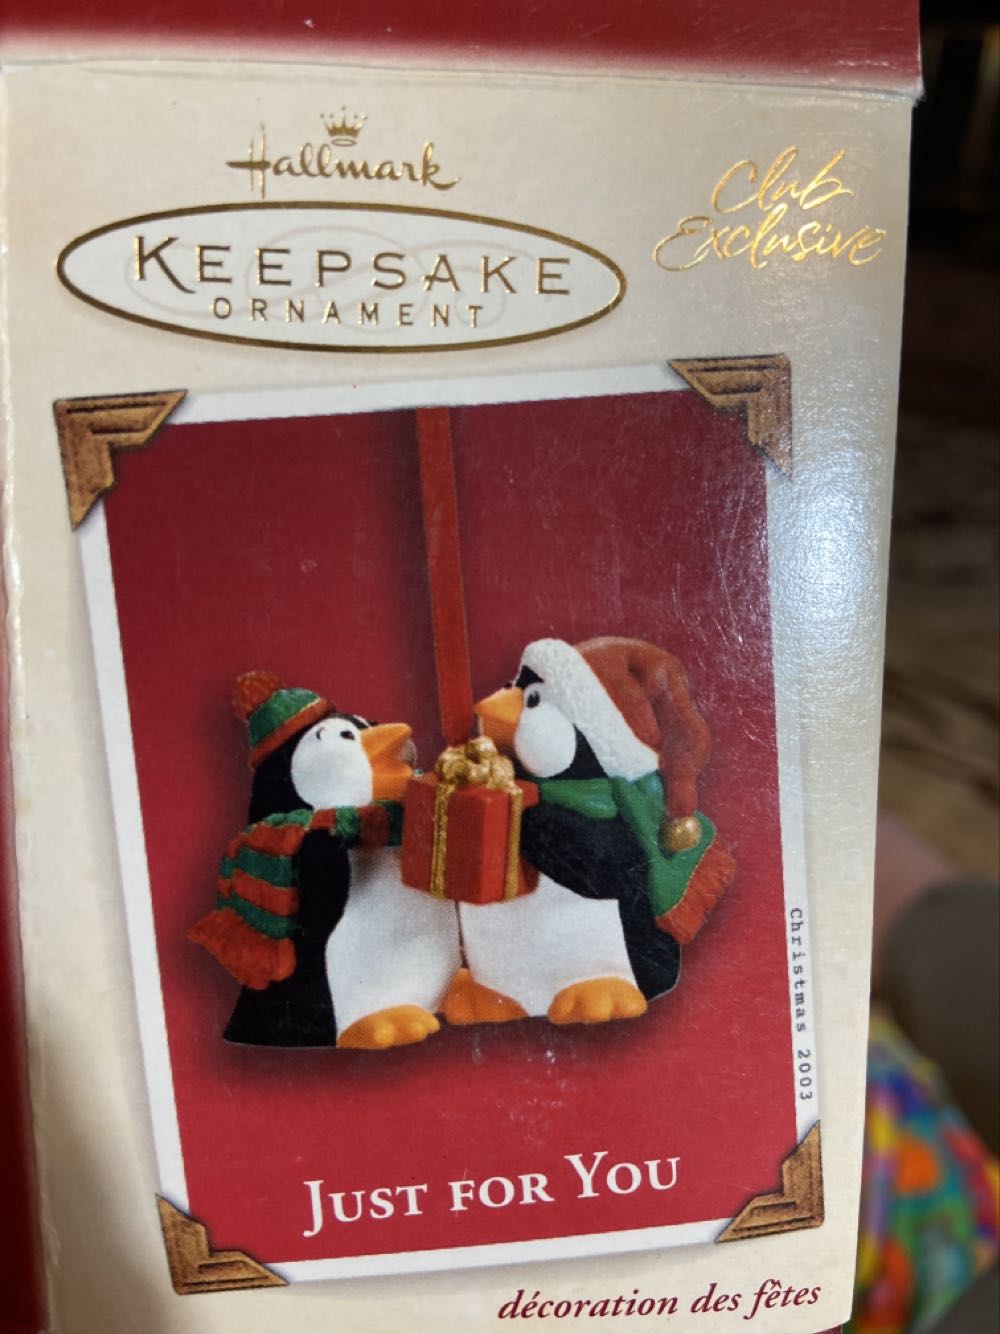 Hallmark
KEEPSAKE
ORNAMENT
Club
Exclusive
Christmas 2003
JUST FOR YOU
décoration des fêtes